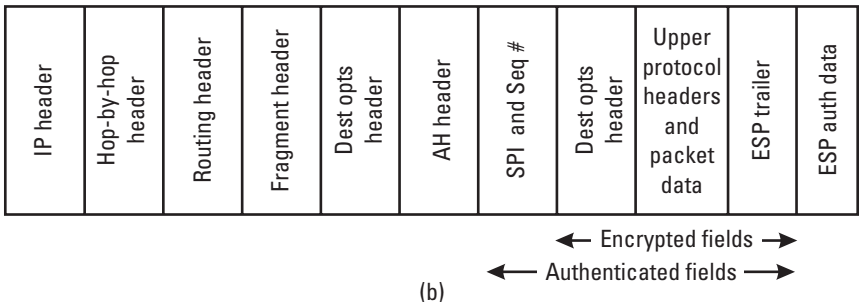 IP header
Hop-by-hop
header
Routing header
Fragment header
Dest opts
header
AH header
SPI and Seq #
Dest opts
header
Upper
protocol
headers
and
packet
data
ESP trailer
ESP auth data
Encrypted fields
Authenticated fields
(b)